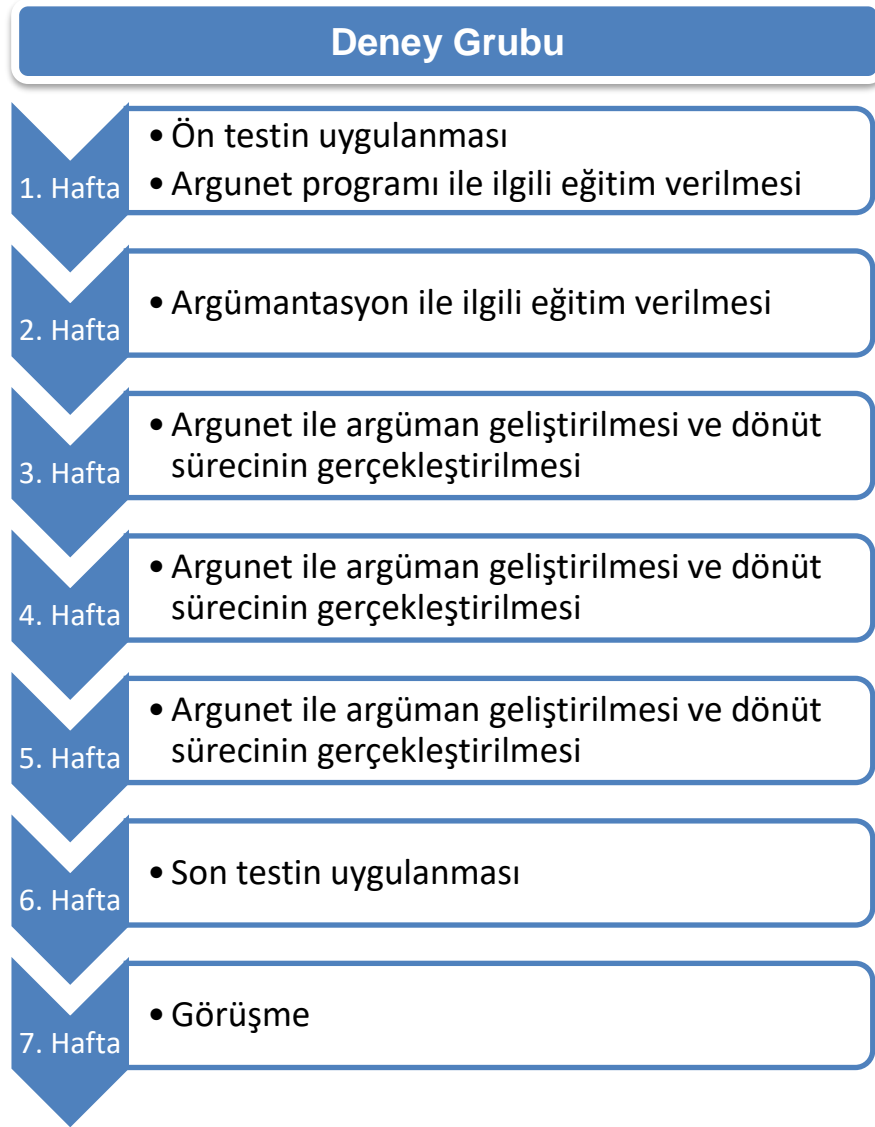 Deney Grubu
1. Hafta
• Ön testin uygulanması
• Argunet programı ile ilgili eğitim verilmesi
2. Hafta
• Argümantasyon ile ilgili eğitim verilmesi
3. Hafta
• Argunet ile argüman geliştirilmesi ve dönüt
sürecinin gerçekleştirilmesi
4. Hafta
• Argunet ile argüman geliştirilmesi ve dönüt
sürecinin gerçekleştirilmesi
5. Hafta
• Argunet ile argüman geliştirilmesi ve dönüt
sürecinin gerçekleştirilmesi
6. Hafta
• Son testin uygulanması
7. Hafta
• Görüşme